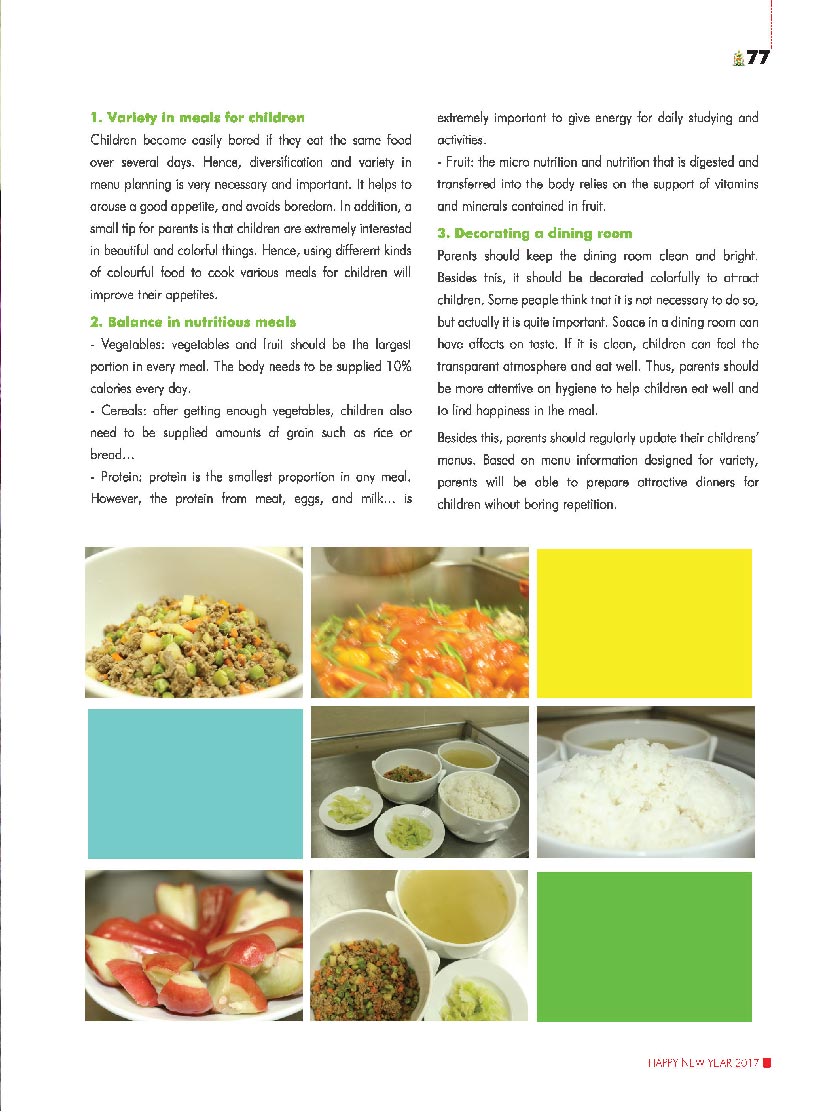 77
1. Variety in meals for children
Children become easily bored if they eat the same food
over several days. Hence, diversification and variety in
menu planning is very necessary and important. It helps to
arouse a good appetite, and avoids boredom. In addition, a
small tip for parents is that children are extremely interested
in beautiful and colorful things. Hence, using different kinds
of colourful food to cook various meals for children will
improve their appetites.
2. Balance in nutritious meals
- Vegetables: vegetables and fruit should be the largest
portion in every meal. The body needs to be supplied 10%
calories every day.
- Cereals: after getting enough vegetables, children also
need to be supplied amounts of grain such as rice or
bread...
- Protein: protein is the smallest proportion in any meal.
However, the protein from meat, eggs, and milk... is
extremely important to give energy for daily studying and
activities.
- Fruit: the micro nutrition and nutrition that is digested and
transferred into the body relies on the support of vitamins
and minerals contained in fruit.
3. Decorating a dining room
Parents should keep the dining room clean and bright.
Besides this, it should be decorated colorfully to attract
children. Some people think that it is not necessary to do so,
but actually it is quite important. Space in a dining room can
have affects on taste. If it is clean, children can feel the
transparent atmosphere and eat well. Thus, parents should
be more attentive on hygiene to help children eat well and
to find happiness in the meal.
Besides this, parents should regularly update their childrens'
menus. Based on menu information designed for variety,
parents will be able to prepare attractive dinners for
children wihout boring repetition.
HAPPY NEW YEAR 2017